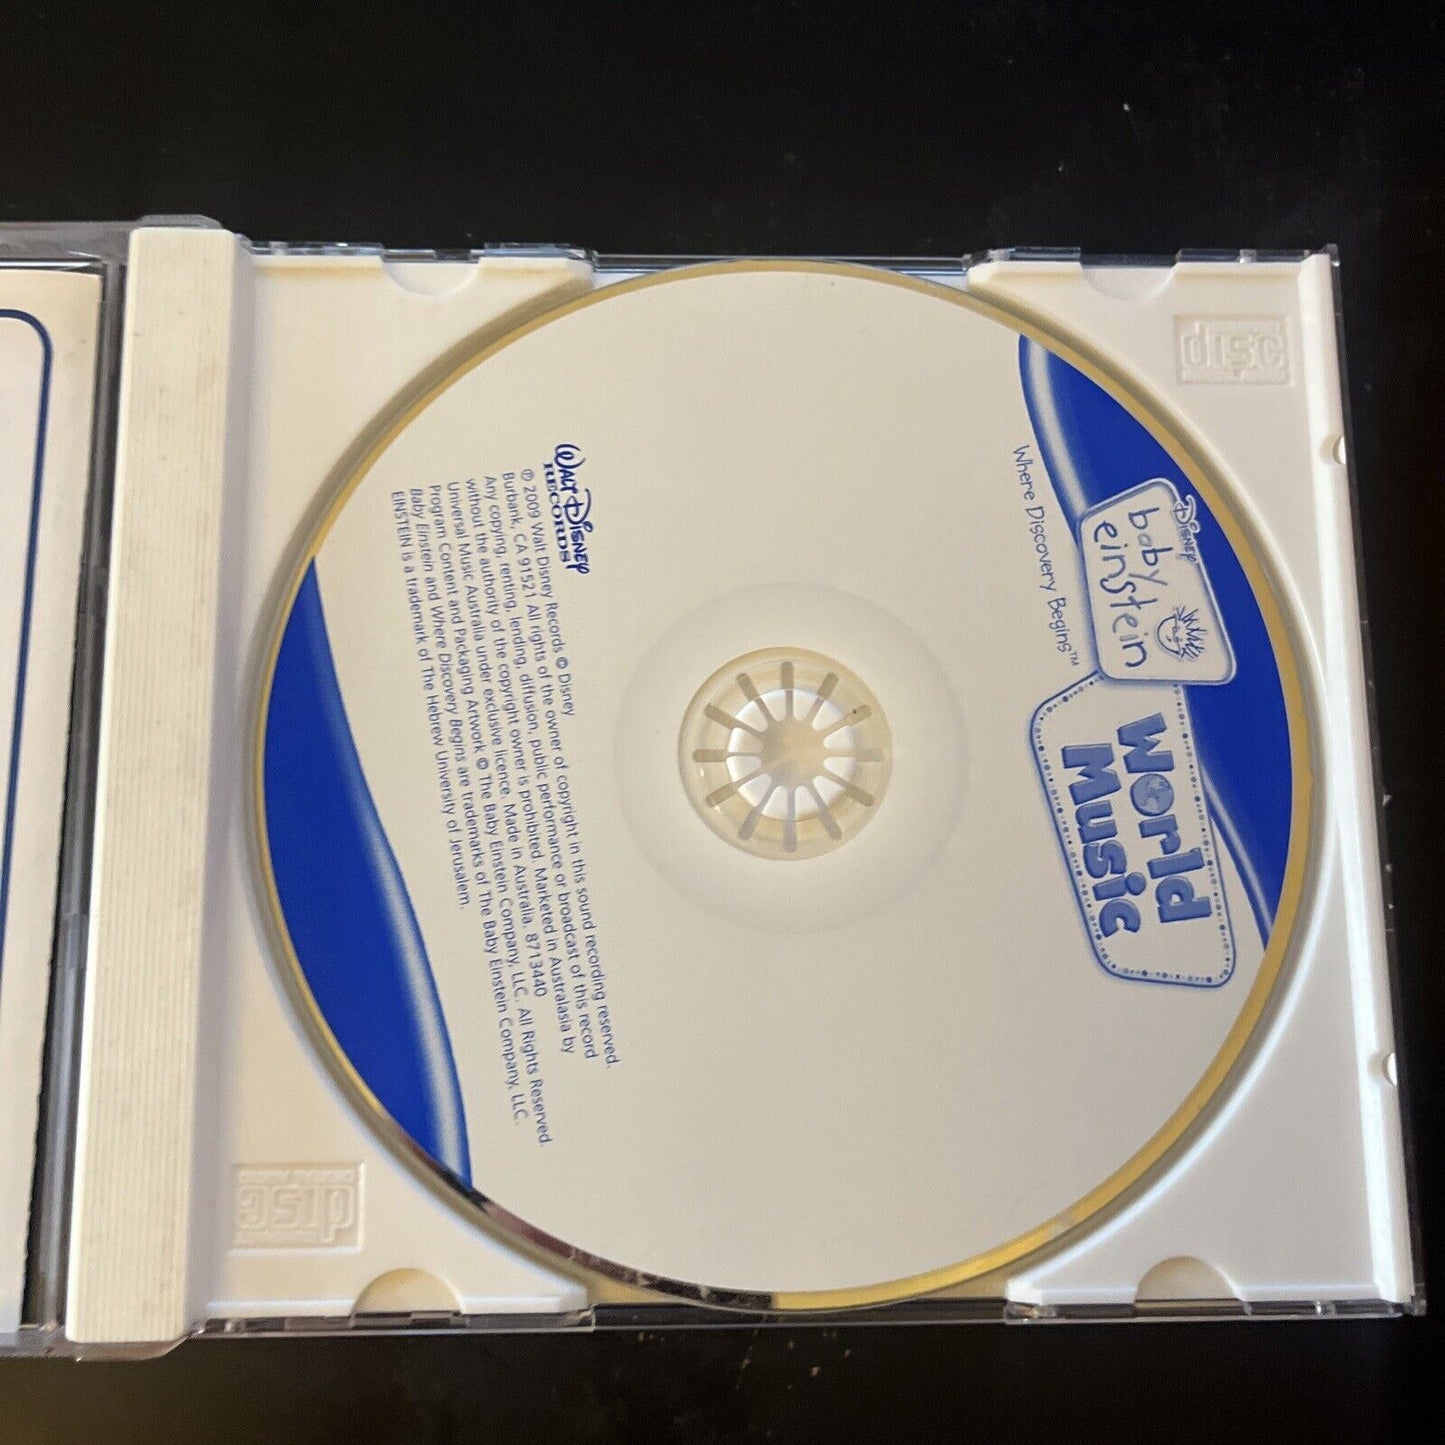 Disney
baby
einstein
Where Discovery Begins™
World
Music
Walt Disney
RECORDS
℗ 2009 Walt Disney Records © Disney
Burbank, CA 91521 All rights of the owner of copyright in this sound recording reserved.
Any copying, renting, lending, diffusion, public performance or broadcast of this record
without the authority of the copyright owner is prohibited. Marketed in Australasia by
Universal Music Australia under exclusive licence. Made in Australia. 8713440
Program Content and Packaging Artwork © The Baby Einstein Company, LLC. All Rights Reserved.
Baby Einstein and Where Discovery Begins are trademarks of The Baby Einstein Company, LLC.
EINSTEIN is a trademark of The Hebrew University of Jerusalem.
disc
disc